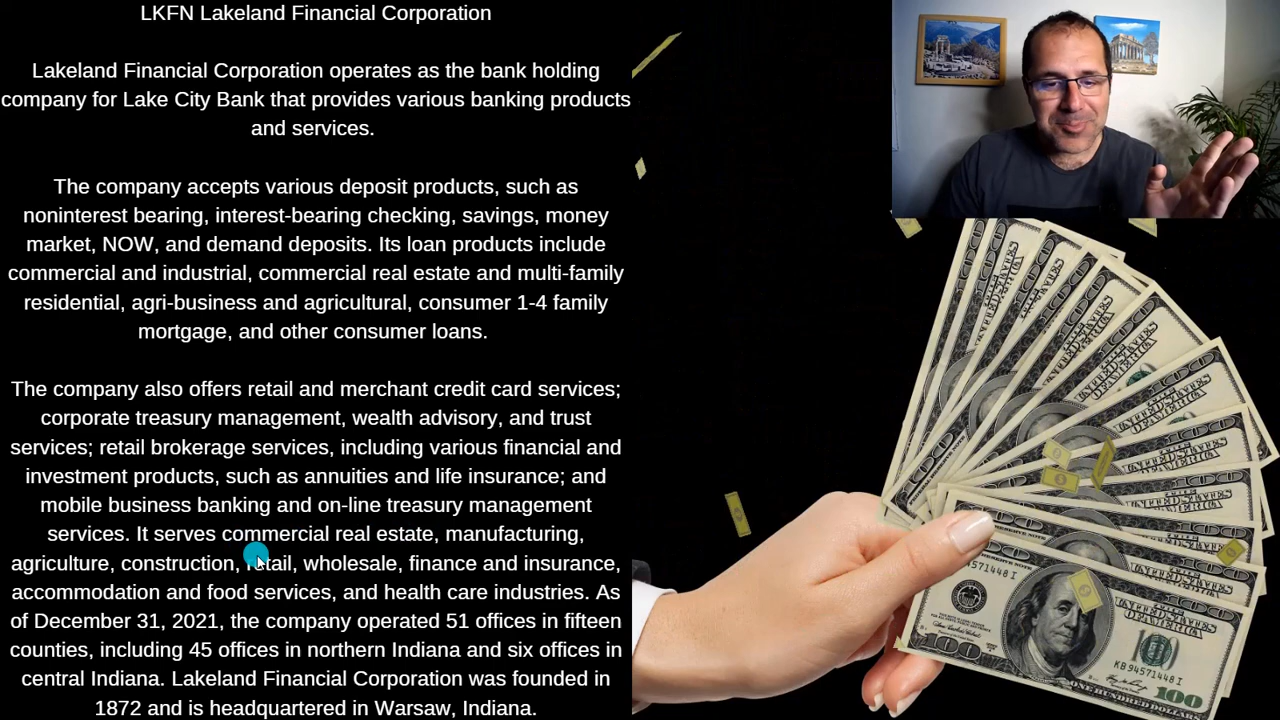 LKFN Lakeland Financial Corporation
Lakeland Financial Corporation operates as the bank holding
company for Lake City Bank that provides various banking products
and services.
The company accepts various deposit products, such as
noninterest bearing, interest-bearing checking, savings, money
market, NOW, and demand deposits. Its loan products include
commercial and industrial, commercial real estate and multi-family
residential, agri-business and agricultural, consumer 1-4 family
mortgage, and other consumer loans.
The company also offers retail and merchant credit card services;
corporate treasury management, wealth advisory, and trust
services; retail brokerage services, including various financial and
investment products, such as annuities and life insurance; and
mobile business banking and on-line treasury management
services. It serves commercial real estate, manufacturing,
agriculture, construction, retail, wholesale, finance and insurance,
accommodation and food services, and health care industries. As
of December 31, 2021, the company operated 51 offices in fifteen
counties, including 45 offices in northern Indiana and six offices in
central Indiana. Lakeland Financial Corporation was founded in
1872 and is headquartered in Warsaw, Indiana.
100
KB 94571448 I
ONE HUNDRED DOLLARS
100